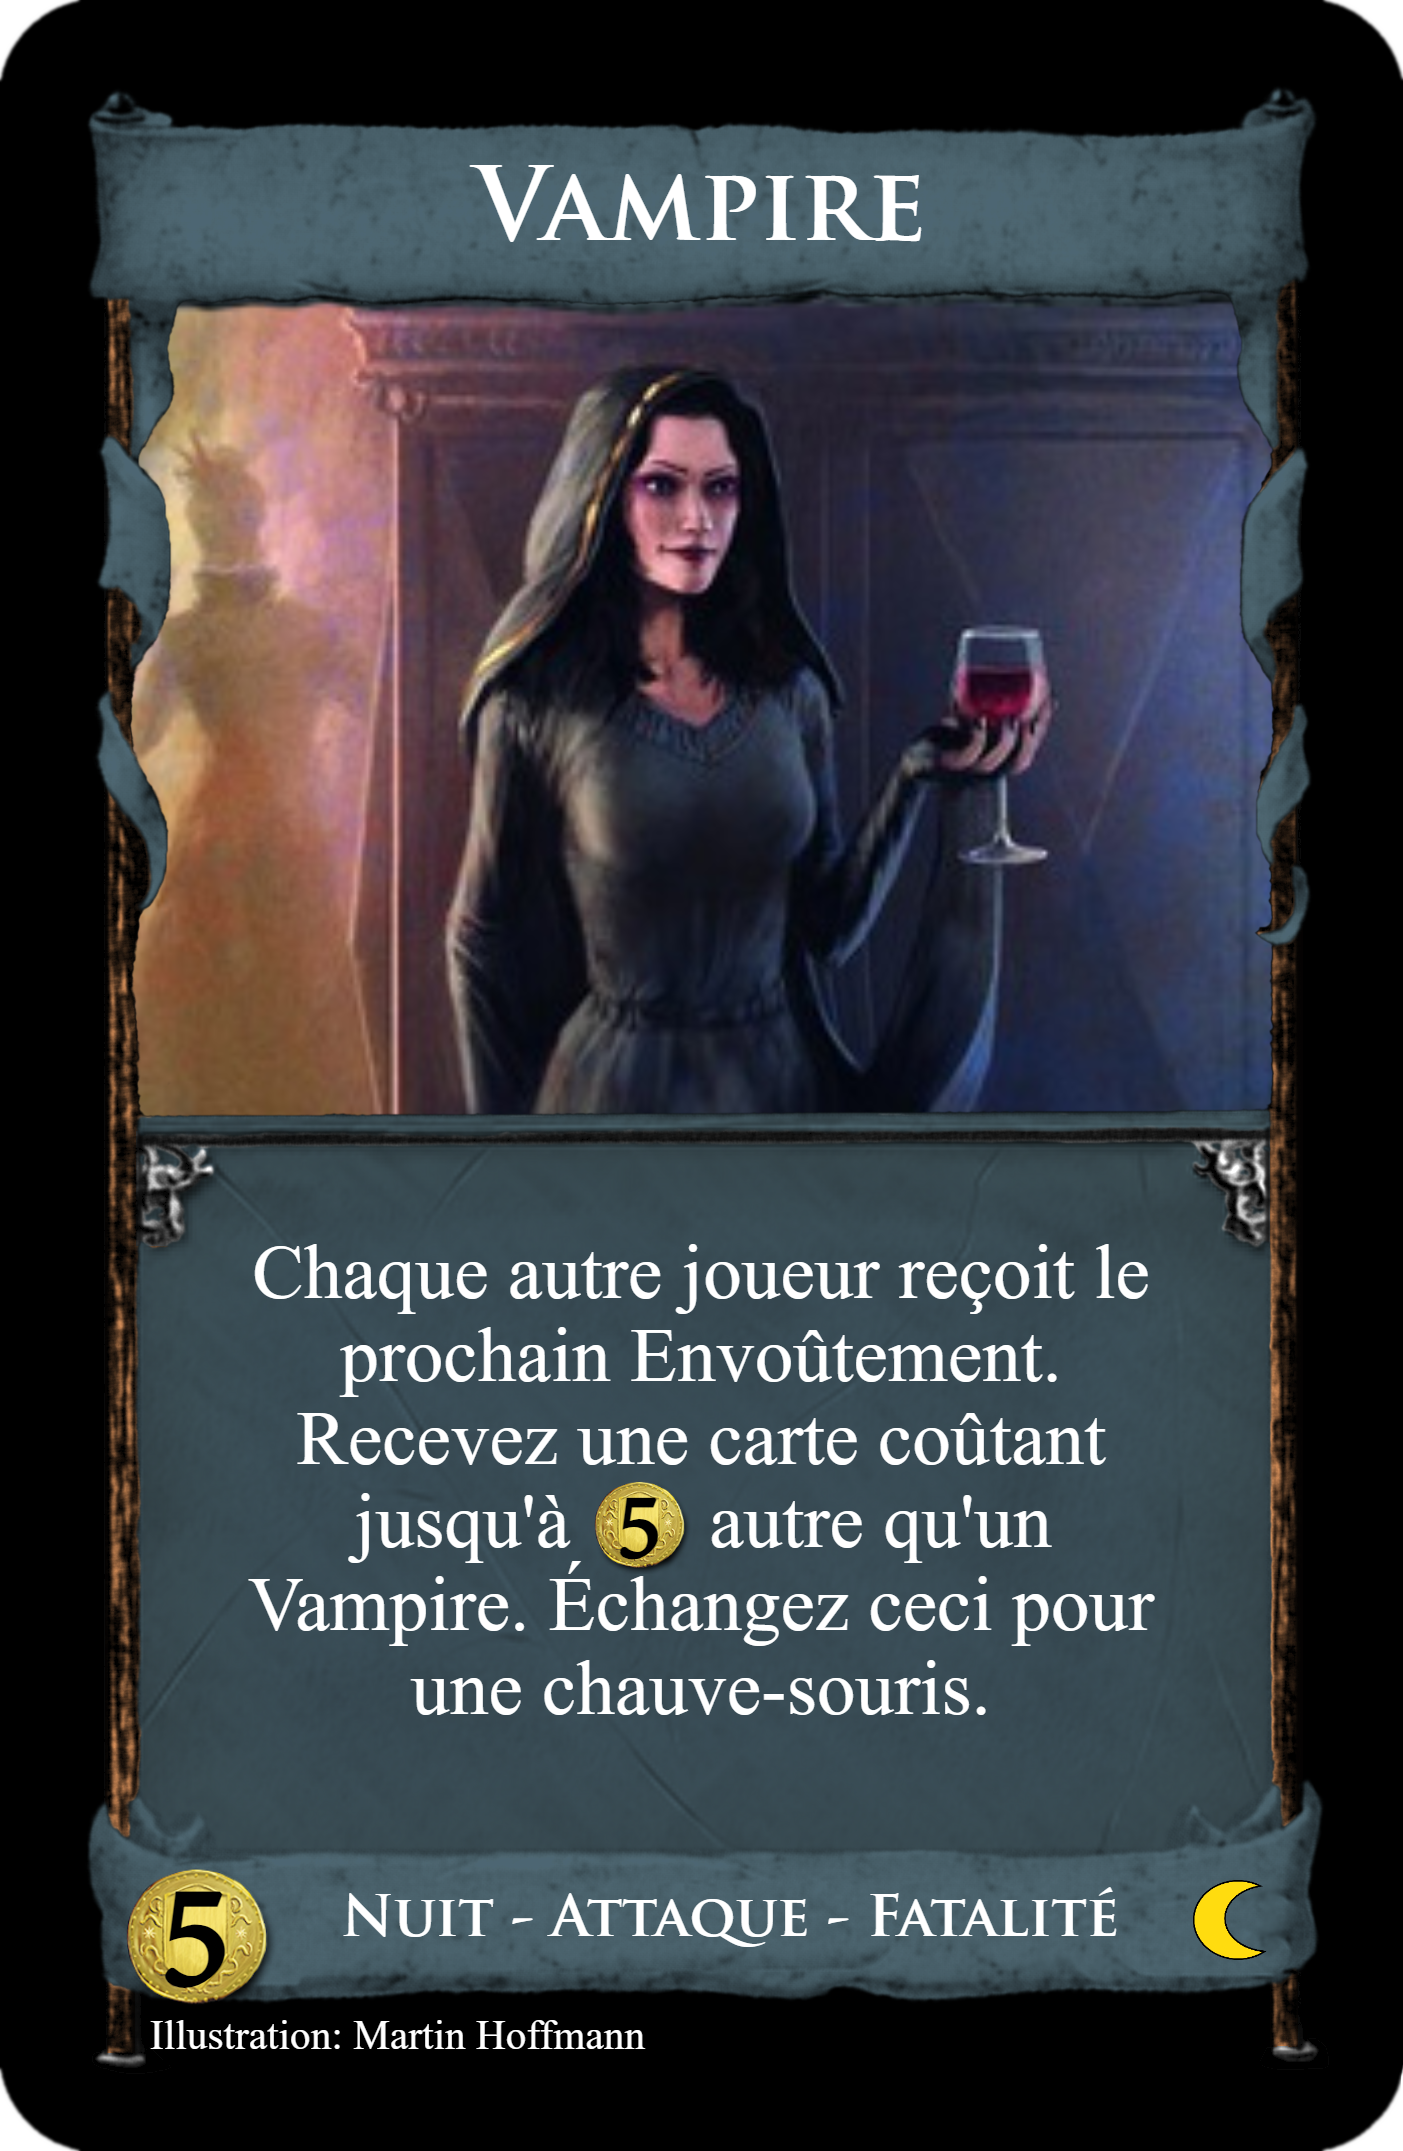 Vampire
Chaque autre joueur reçoit le
prochain Envoûtement.
Recevez une carte coûtant
jusqu'à 5 autre qu'un
Vampire. Échangez ceci pour
une chauve-souris.
5 Nuit - Attaque - Fatalité
Illustration: Martin Hoffmann